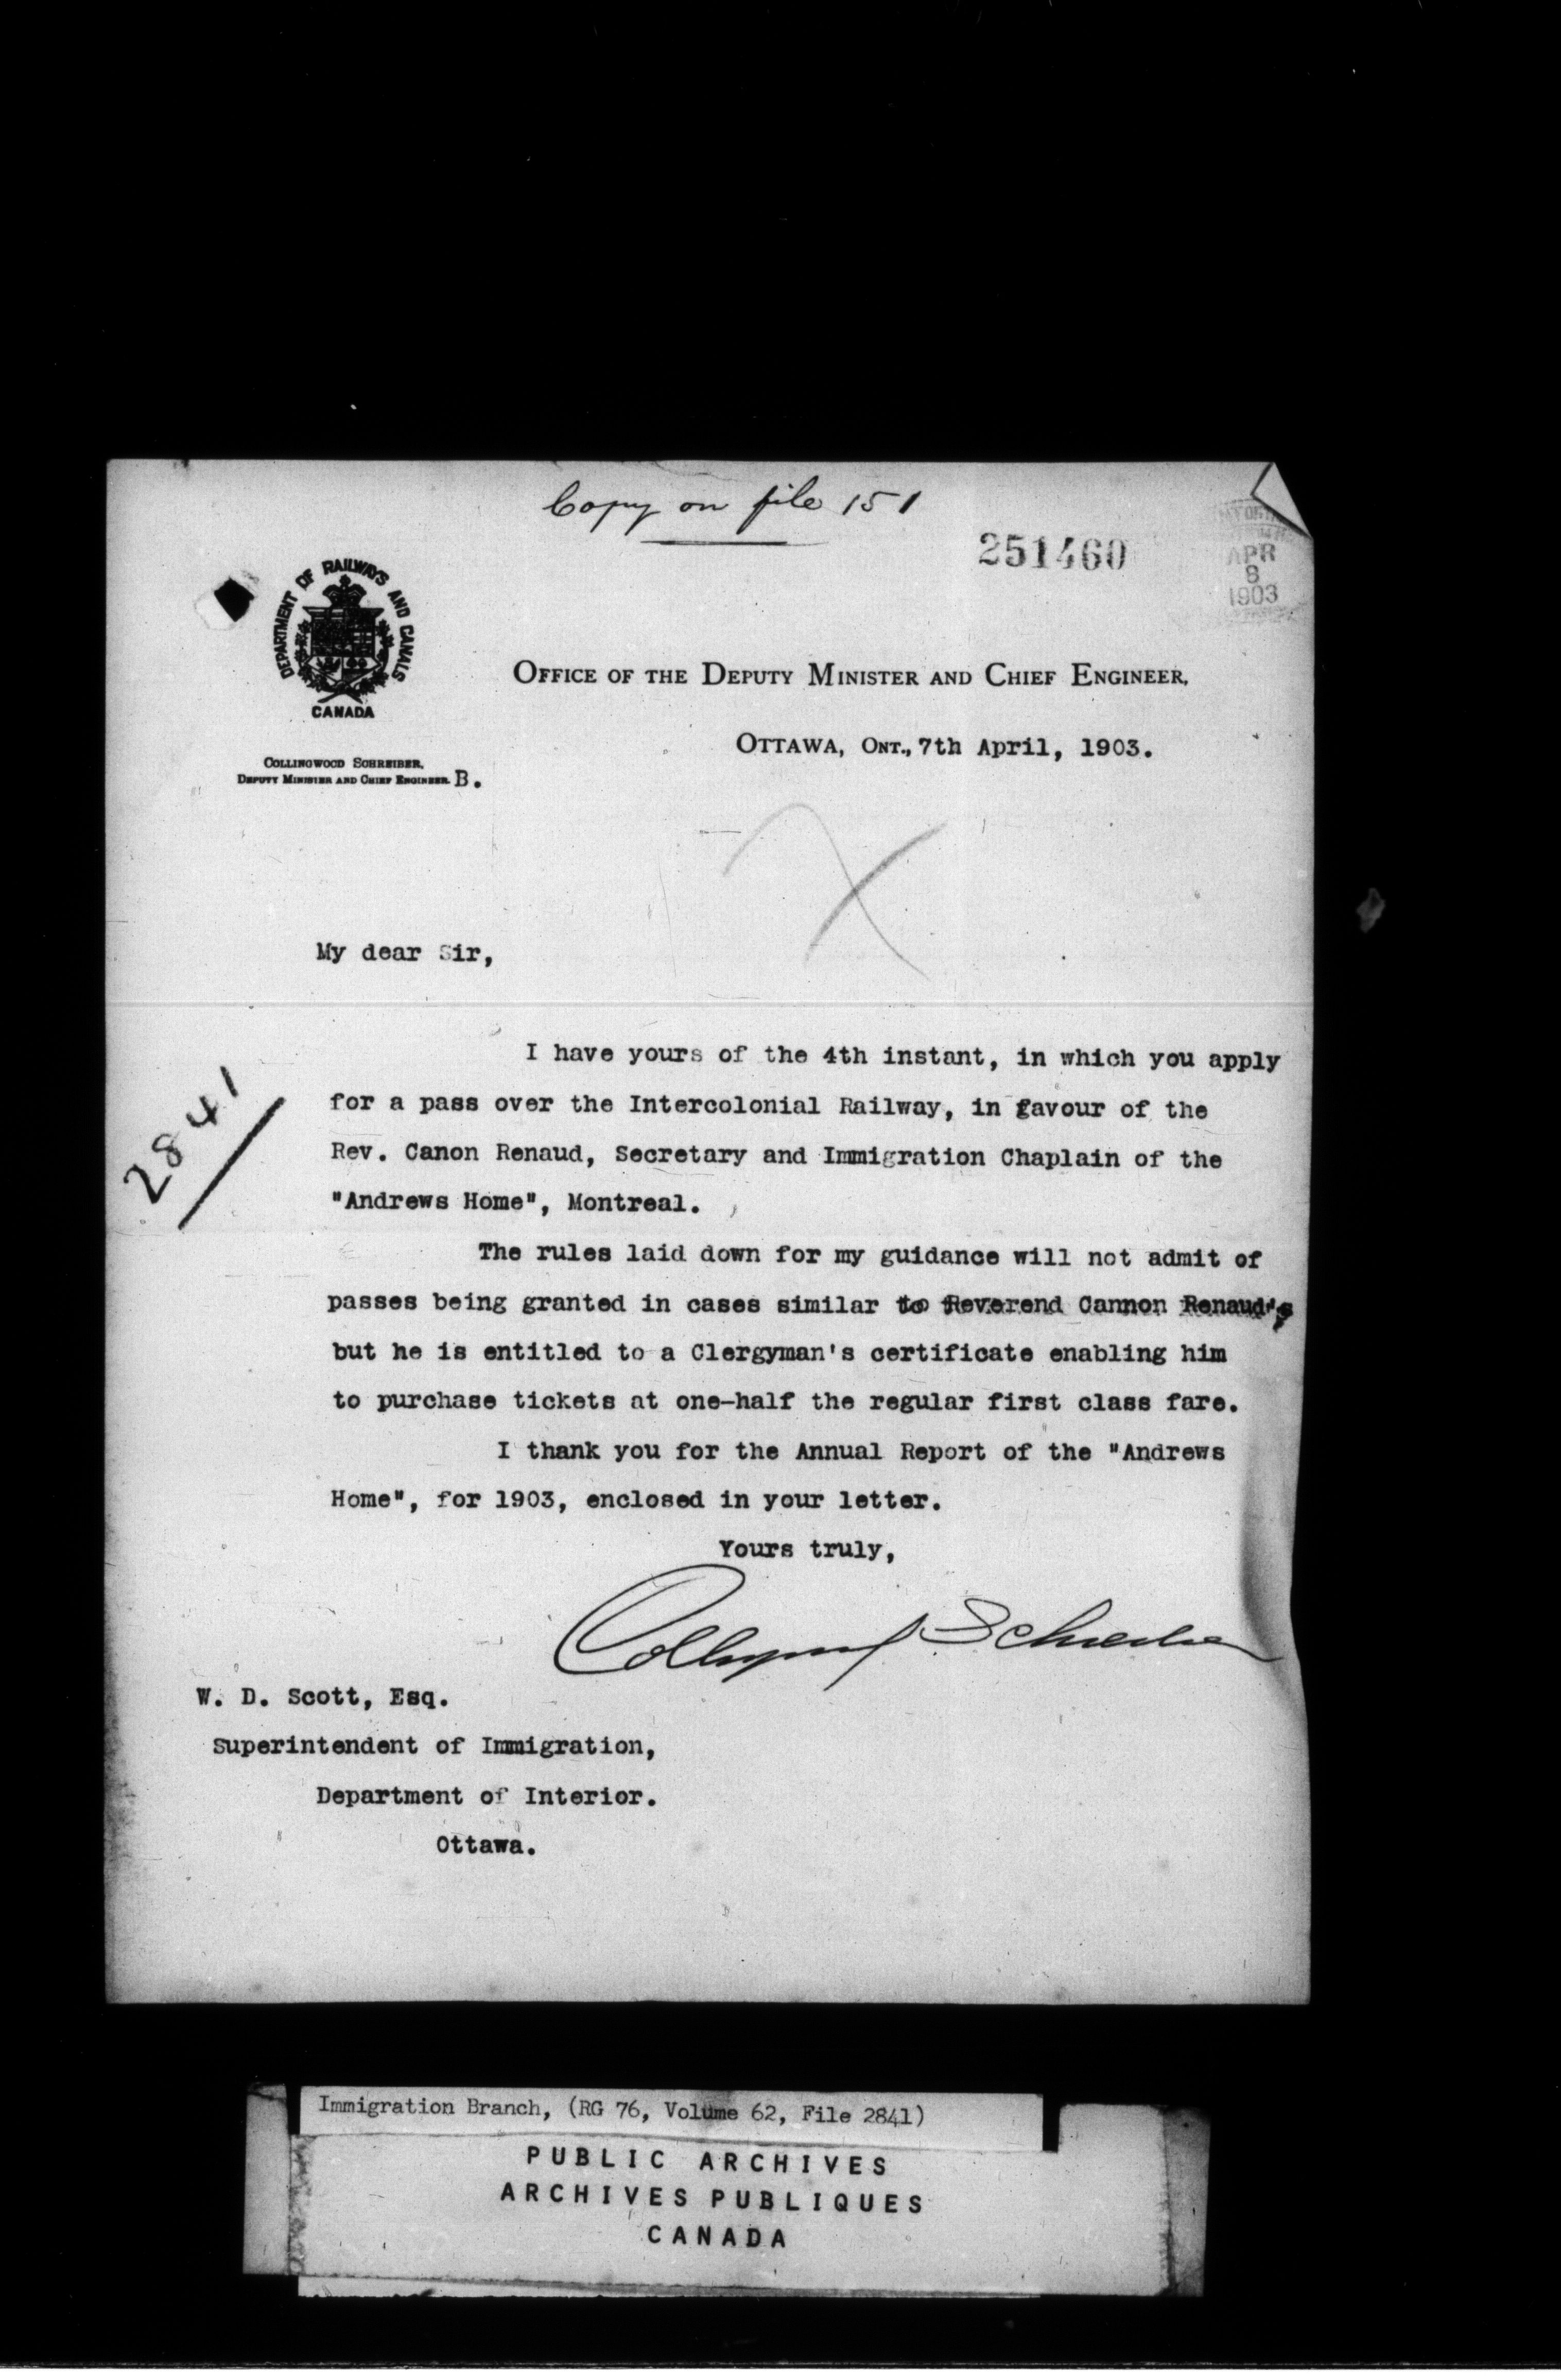 Copy on file 151
251460
APR
8
1903
DEPARTMENT OF RAILWAYS AND CANALS
CANADA
OFFICE OF THE DEPUTY MINISTER AND CHIEF ENGINEER,
OTTAWA, ONT., 7th April, 1903.
COLLINGWOOD SCHREIBER,
DEPUTY MINISTER AND CHIEF ENGINEER. B.
My dear Sir,
2841
I have yours of the 4th instant, in which you apply
for a pass over the Intercolonial Railway, in favour of the
Rev. Canon Renaud, Secretary and Immigration Chaplain of the
"Andrews Home", Montreal.
The rules laid down for my guidance will not admit of
passes being granted in cases similar to Reverend Cannon Renaud's
but he is entitled to a Clergyman's certificate enabling him
to purchase tickets at one-half the regular first class fare.
I thank you for the Annual Report of the "Andrews
Home", for 1903, enclosed in your letter.
Yours truly,
Collingwood Schreiber
W. D. Scott, Esq.
Superintendent of Immigration,
Department of Interior.
Ottawa.
Immigration Branch, (RG 76, Volume 62, File 2841)
PUBLIC ARCHIVES
ARCHIVES PUBLIQUES
CANADA